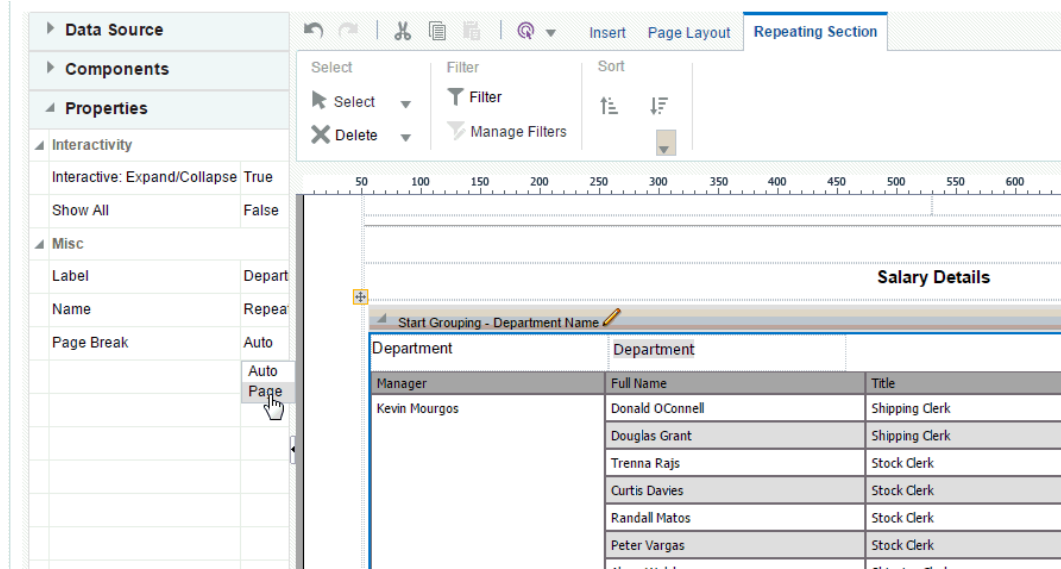 Data Source
Components
Properties
Interactivity
Interactive: Expand/Collapse True
Show All False
Misc
Label Depart
Name Repeat
Page Break Auto
Auto
Page
Insert Page Layout Repeating Section
Select Filter Sort
Select Filter
Delete Manage Filters
50 100 150 200 250 300 350 400 450 500 550 600
Salary Details
Start Grouping - Department Name
Department Department
Manager Full Name Title
Kevin Mourgos Donald OConnell Shipping Clerk
Douglas Grant Shipping Clerk
Trenna Rajs Stock Clerk
Curtis Davies Stock Clerk
Randall Matos Stock Clerk
Peter Vargas Stock Clerk